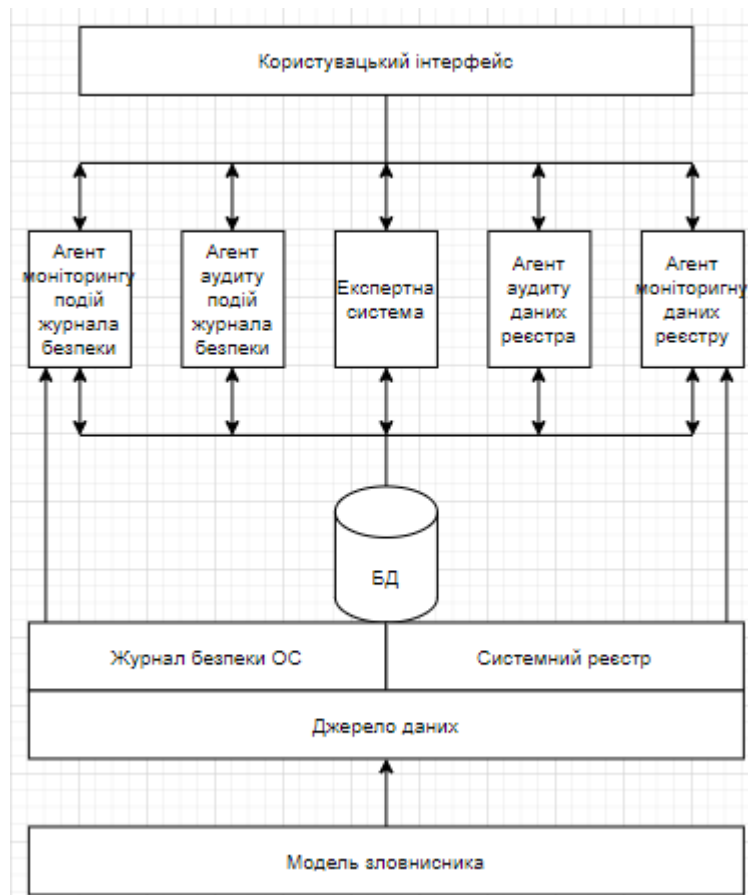 Користувацький інтерфейс
Агент
моніторингу
подій
журнала
безпеки
Агент
аудиту
подій
журнала
безпеки
Експертна
система
Агент
аудиту
даних
реєстра
Агент
моніторигну
даних
реєстру
БД
Журнал безпеки ОС
Системний реєстр
Джерело даних
Модель зловнисника